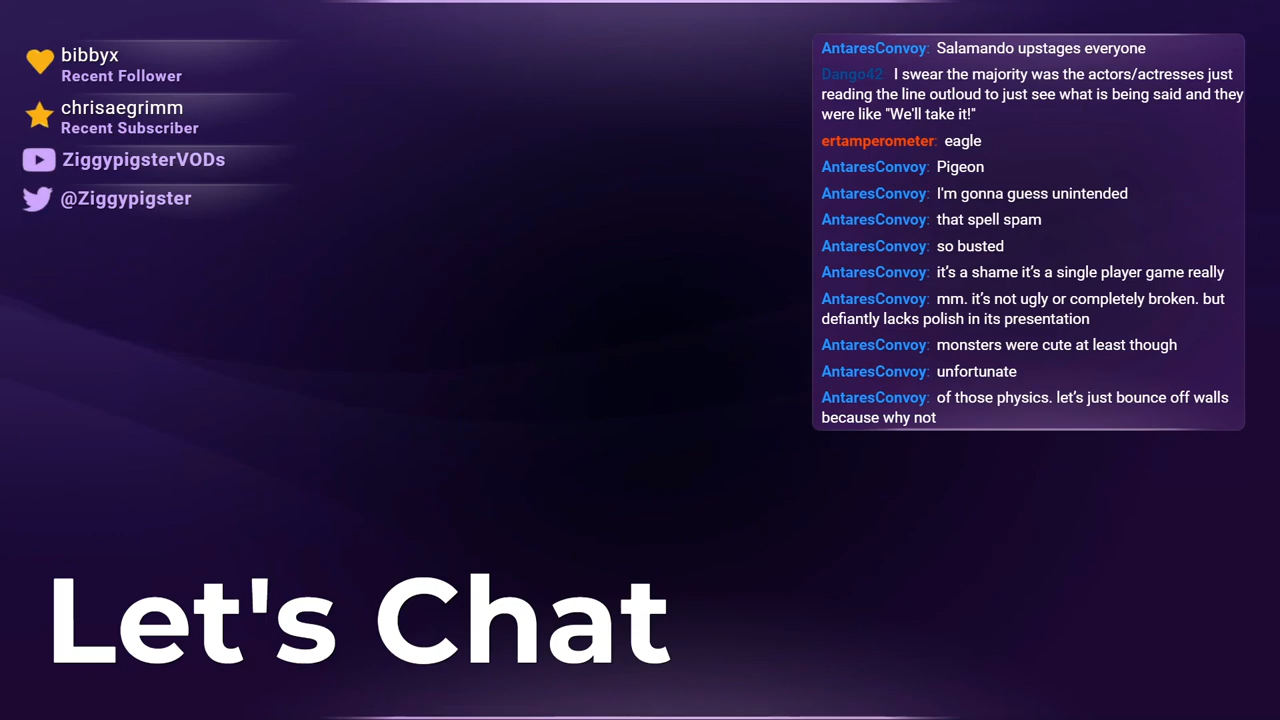 bibbyx
Recent Follower
chrisaegrimm
Recent Subscriber
ZiggypigsterVODs
@Ziggypigster
AntaresConvoy: Salamando upstages everyone
Dango42: I swear the majority was the actors/actresses just
reading the line outloud to just see what is being said and they
were like "We'll take it!"
ertamperometer: eagle
AntaresConvoy: Pigeon
AntaresConvoy: I'm gonna guess unintended
AntaresConvoy: that spell spam
AntaresConvoy: so busted
AntaresConvoy: it’s a shame it’s a single player game really
AntaresConvoy: mm. it’s not ugly or completely broken. but
defiantly lacks polish in its presentation
AntaresConvoy: monsters were cute at least though
AntaresConvoy: unfortunate
AntaresConvoy: of those physics. let’s just bounce off walls
because why not
Let's Chat